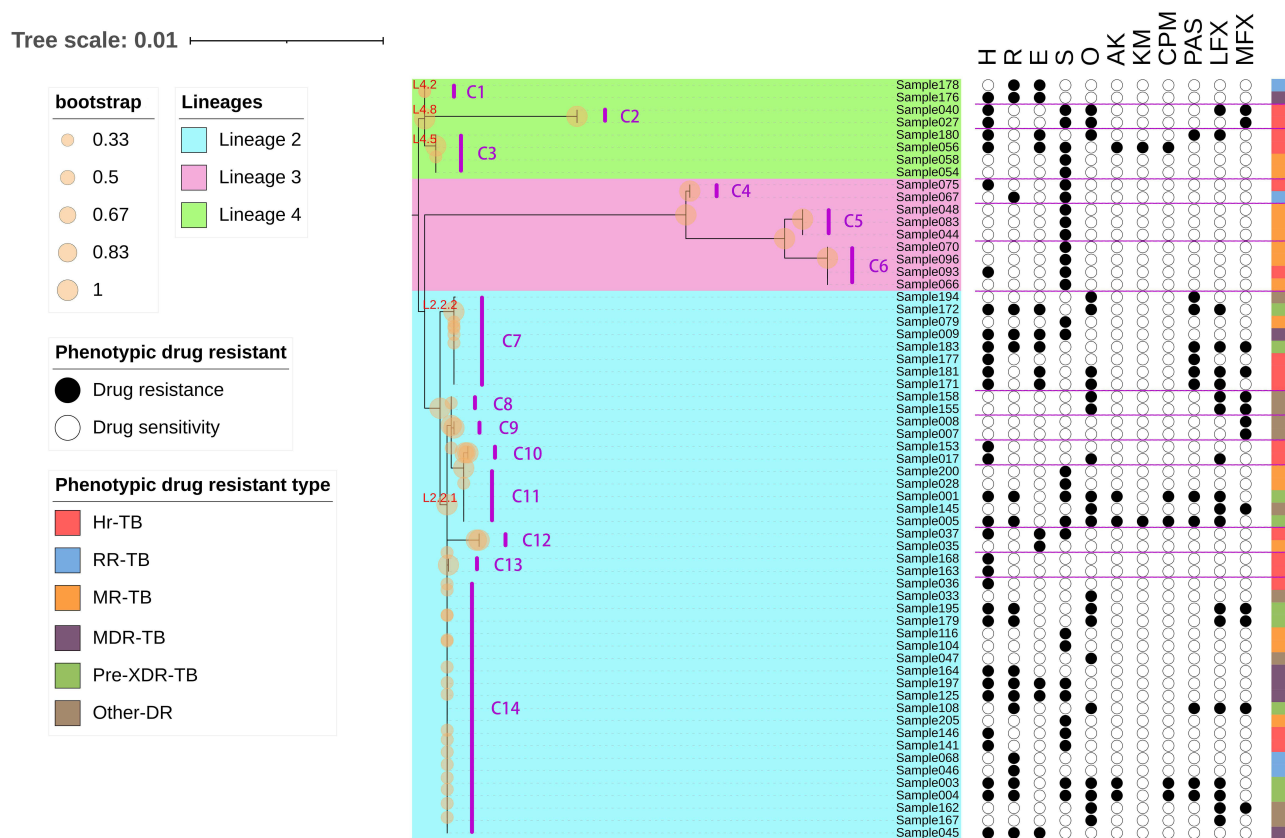 Tree scale: 0.01
H R E S O AK KM CPM PAS LFX MFX
bootstrap
0.33
0.5
0.67
0.83
1
Lineages
Lineage 2
Lineage 3
Lineage 4
Phenotypic drug resistant
Drug resistance
Drug sensitivity
Phenotypic drug resistant type
Hr-TB
RR-TB
MR-TB
MDR-TB
Pre-XDR-TB
Other-DR
L4.2
L4.8
L4.5
L2.2.2
L2.2.1
C1
C2
C3
C4
C5
C6
C7
C8
C9
C10
C11
C12
C13
C14
Sample178
Sample176
Sample040
Sample027
Sample180
Sample056
Sample058
Sample054
Sample075
Sample067
Sample048
Sample083
Sample044
Sample070
Sample096
Sample093
Sample066
Sample194
Sample172
Sample079
Sample009
Sample183
Sample177
Sample181
Sample171
Sample158
Sample155
Sample008
Sample007
Sample153
Sample017
Sample200
Sample028
Sample001
Sample145
Sample005
Sample037
Sample035
Sample168
Sample163
Sample036
Sample033
Sample195
Sample179
Sample116
Sample104
Sample047
Sample164
Sample197
Sample125
Sample108
Sample205
Sample146
Sample141
Sample068
Sample046
Sample003
Sample004
Sample162
Sample167
Sample045